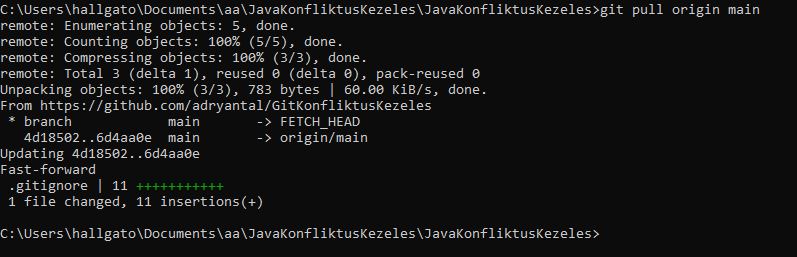 C:\Users\hallgato\Documents\aa\JavaKonfliktusKezeles\JavaKonfliktusKezeles>git pull origin main
remote: Enumerating objects: 5, done.
remote: Counting objects: 100% (5/5), done.
remote: Compressing objects: 100% (3/3), done.
remote: Total 3 (delta 1), reused 0 (delta 0), pack-reused 0
Unpacking objects: 100% (3/3), 783 bytes | 60.00 KiB/s, done.
From https://github.com/adryantal/GitKonfliktusKezeles
 * branch            main       -> FETCH_HEAD
   4d18502..6d4aa0e  main       -> origin/main
Updating 4d18502..6d4aa0e
Fast-forward
 .gitignore | 11 +++++++++++
 1 file changed, 11 insertions(+)
C:\Users\hallgato\Documents\aa\JavaKonfliktusKezeles\JavaKonfliktusKezeles>